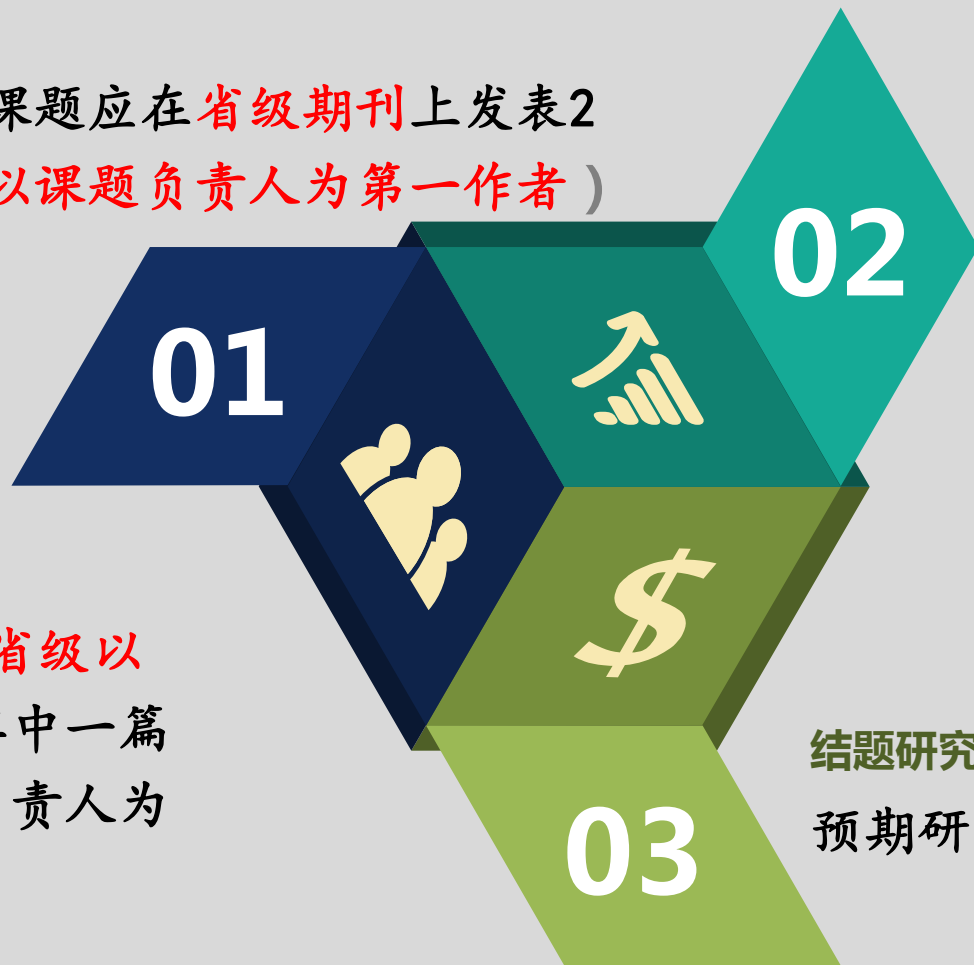 课题应在省级期刊上发表2
以课题负责人为第一作者)
02
01
省级以
中一篇
责人为
结题研究
预期研
03